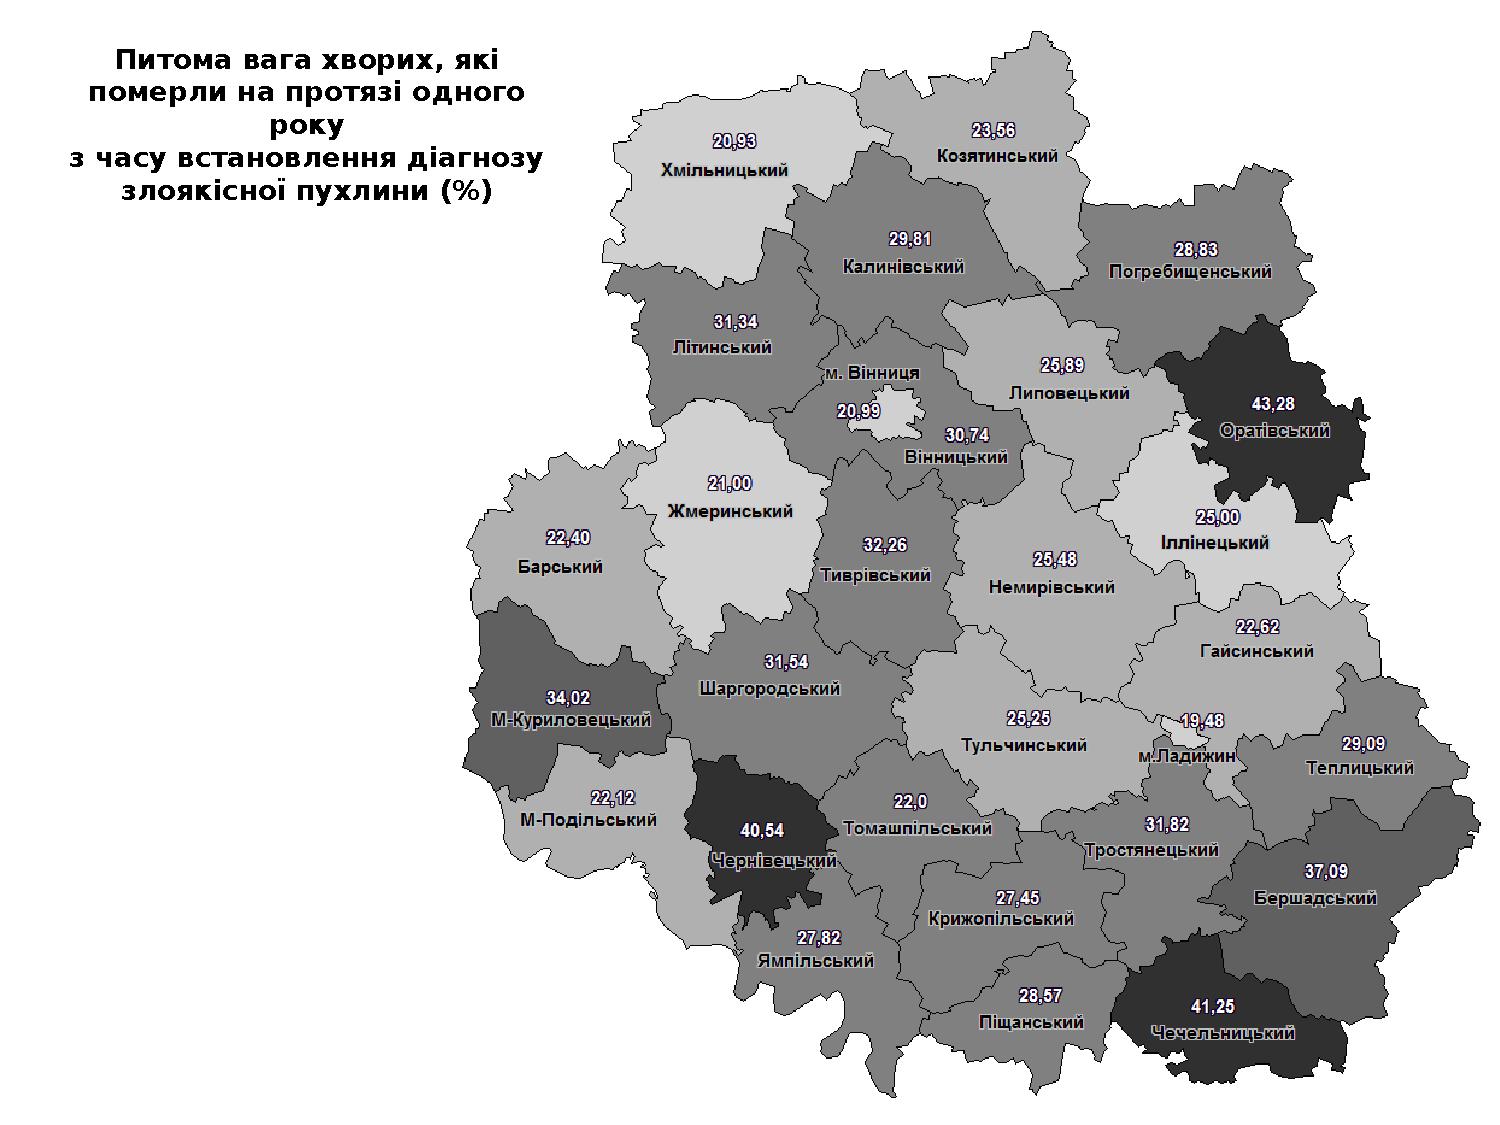 Питома вага хворих, які
померли на протязі одного
року
з часу встановлення діагнозу
злоякісної пухлини (%)
23,56
Козятинський
20,93
Хмільницький
29,81
Калинівський
28,83
Погребищенський
31,34
Літинський
м. Вінниця
20,99
25,89
Липовецький
43,28
Оратівський
30,74
Вінницький
21,00
Жмеринський
25,00
Іллінецький
22,40
Барський
32,26
Тиврівський
25,48
Немирівський
22,62
Гайсинський
31,54
Шаргородський
34,02
М-Куриловецький
25,25
Тульчинський
19,48
м.Ладижин
29,09
Теплицький
22,12
М-Подільський
22,0
Томашпільський
40,54
Чернівецький
31,82
Тростянецький
37,09
Бершадський
27,45
Крижопільський
27,82
Ямпільський
28,57
Піщанський
41,25
Чечельницький